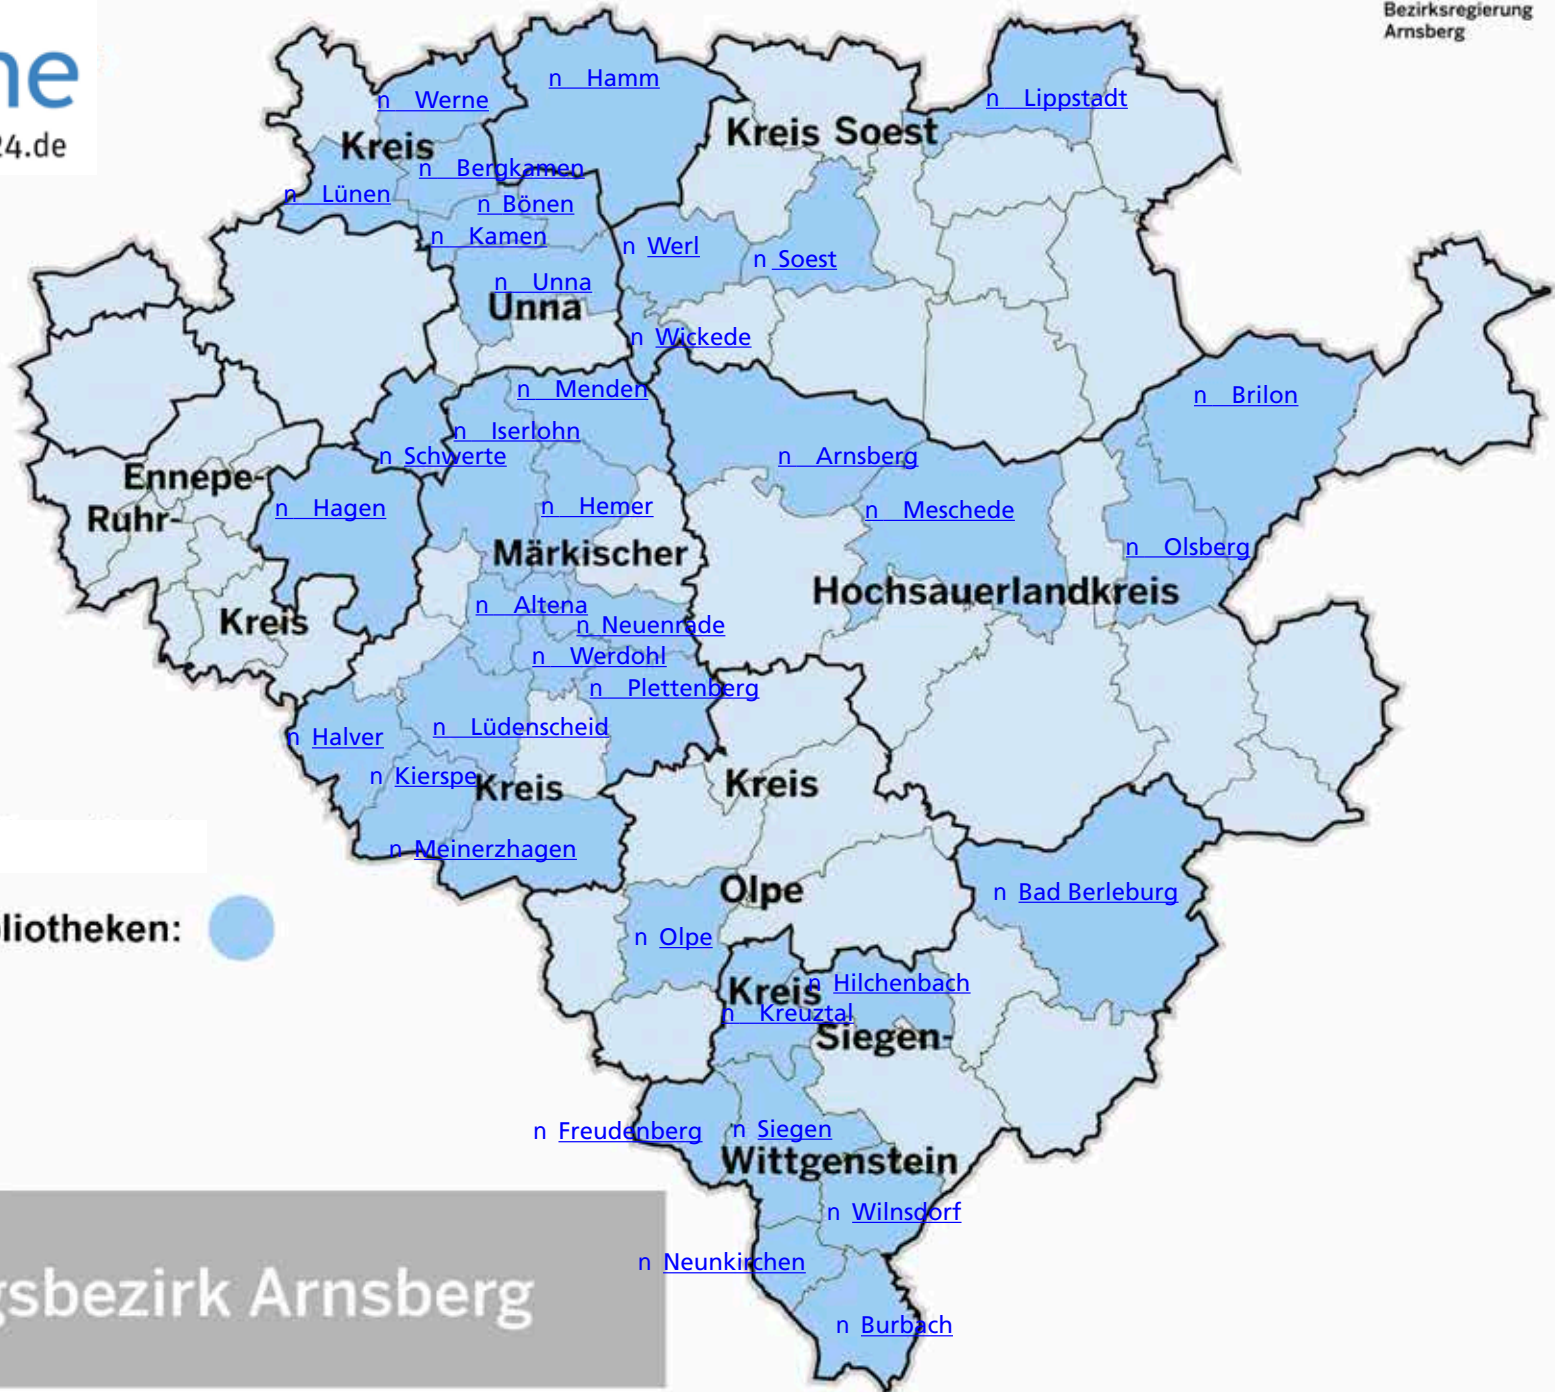 Bezirksregierung
Arnsberg
ne
24.de
n Hamm
n Werne
n Lippstadt
Kreis Soest
Kreis
n Bergkamen
n Lünen
n Bönen
n Kamen
n Werl
n Soest
n Unna
Unna
n Wickede
n Menden
n Brilon
n Iserlohn
n Schwerte
n Arnsberg
Ennepe-
n Hagen
n Hemer
n Meschede
Ruhr-
n Olsberg
Märkischer
Hochsauerlandkreis
n Altena
Kreis
n Neuenrade
n Werdohl
n Plettenberg
n Lüdenscheid
n Halver
n Kierspe
Kreis
Kreis
n Meinerzhagen
Olpe
n Bad Berleburg
liotheken:
n Olpe
n Hilchenbach
Kreis
n Kreuztal
Siegen-
n Freudenberg
n Siegen
Wittgenstein
n Wilnsdorf
n Neunkirchen
gsbezirk Arnsberg
n Burbach